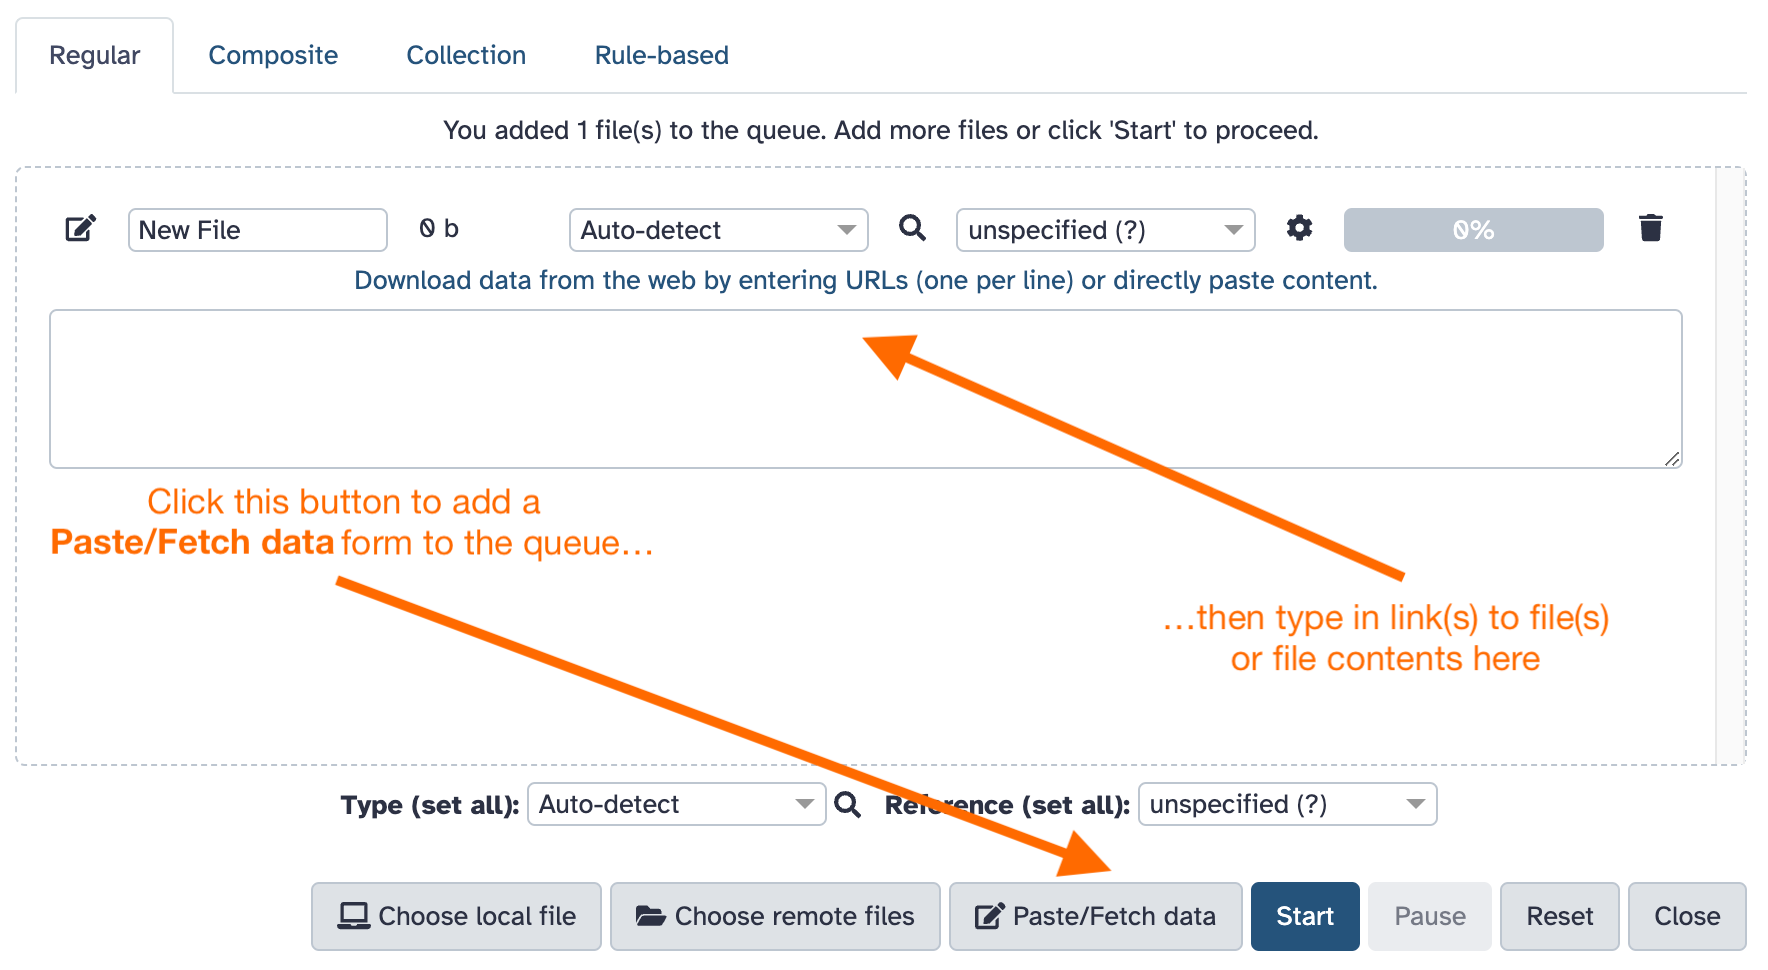 Regular Composite Collection Rule-based
You added 1 file(s) to the queue. Add more files or click 'Start' to proceed.
New File 0 b Auto-detect unspecified (?) 0%
Download data from the web by entering URLs (one per line) or directly paste content.
Click this button to add a
Paste/Fetch data form to the queue...
...then type in link(s) to file(s)
or file contents here
Type (set all): Auto-detect Reference (set all): unspecified (?)
Choose local file Choose remote files Paste/Fetch data Start Pause Reset Close